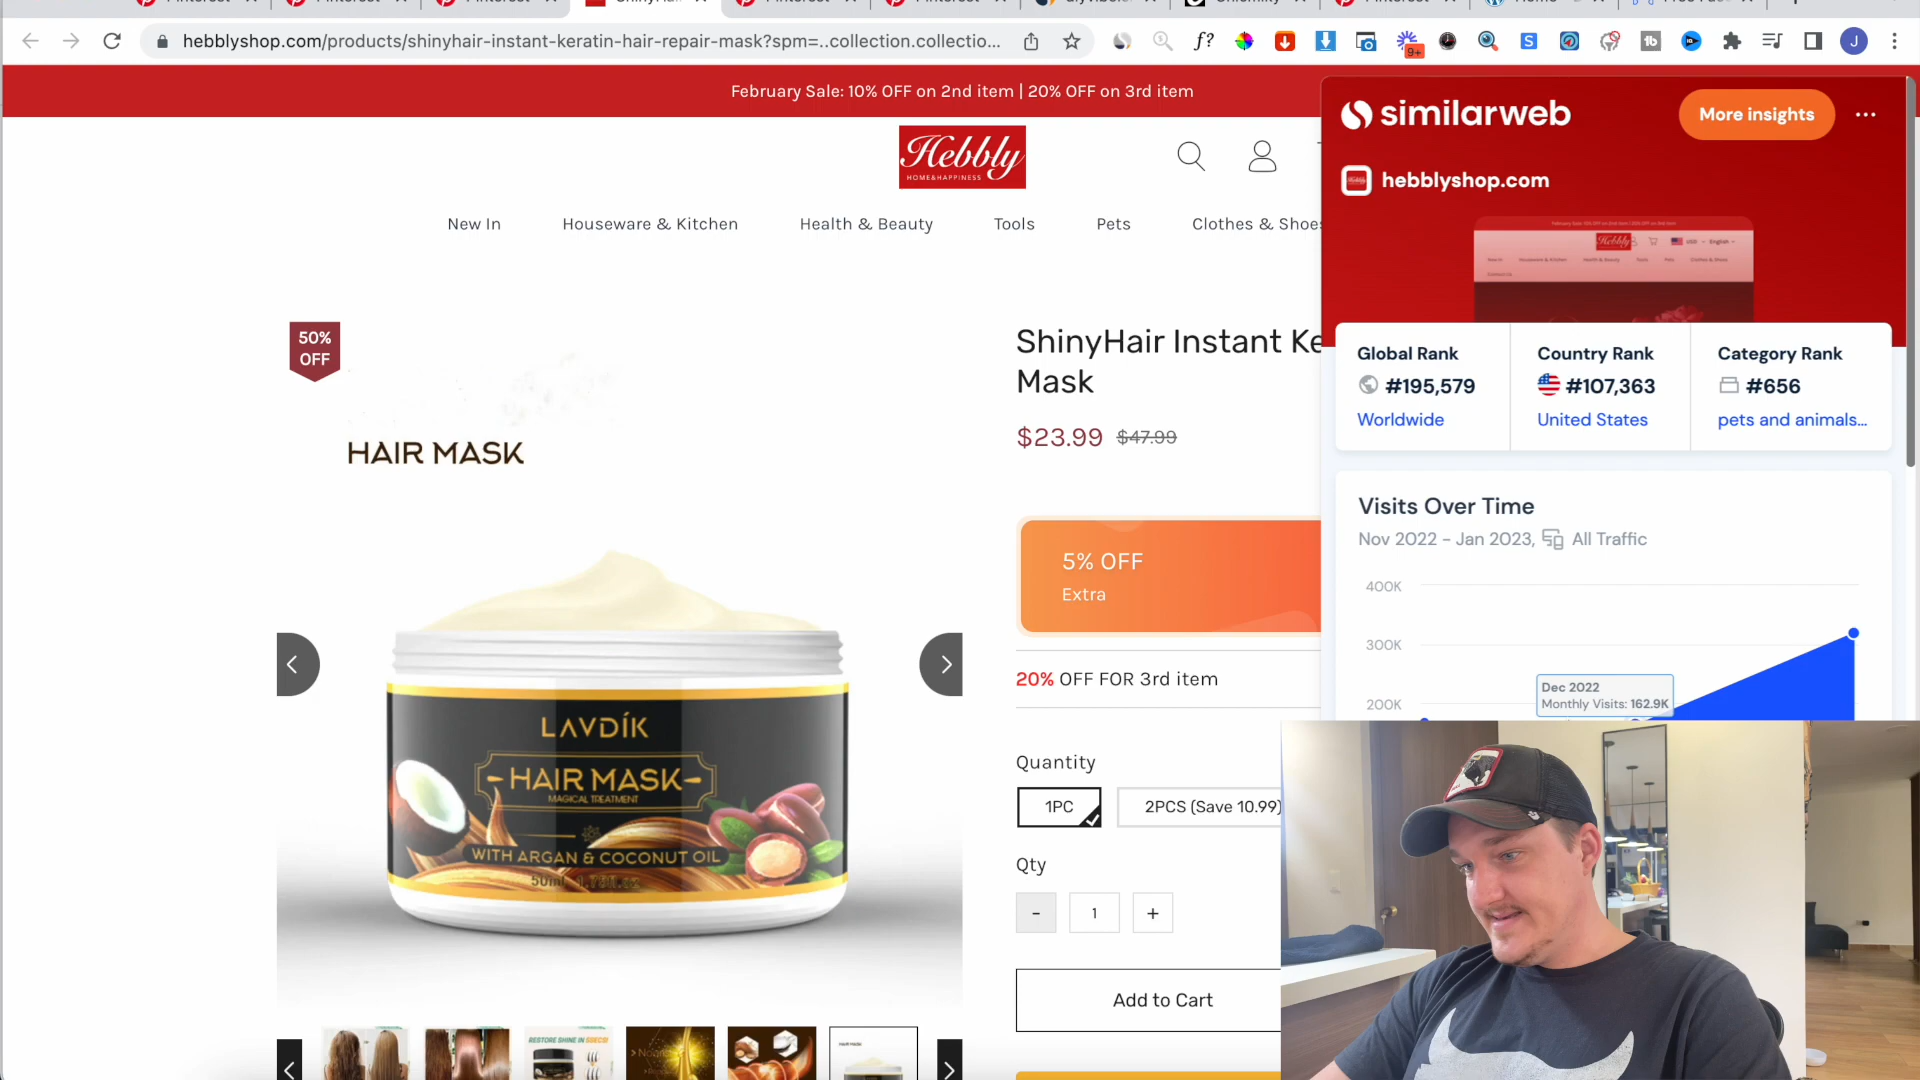 hebblyshop.com/products/shinyhair-instant-keratin-hair-repair-mask?spm=..collection.collectio...
f?
9+
J
February Sale: 10% OFF on 2nd item | 20% OFF on 3rd item
Hebbly
HOME&HAPPINESS
New In
Houseware & Kitchen
Health & Beauty
Tools
Pets
Clothes & Shoes
50%
OFF
HAIR MASK
LAVDÍK
HAIR MASK
MAGICAL TREATMENT
WITH ARGAN & COCONUT OIL
ShinyHair Instant Ke
Mask
$23.99 $47.99
5% OFF
Extra
20% OFF FOR 3rd item
Quantity
1PC
2PCS (Save 10.99)
Qty
-
1
+
Add to Cart
similarweb
More insights
hebblyshop.com
Global Rank
#195,579
Worldwide
Country Rank
#107,363
United States
Category Rank
#656
pets and animals...
Visits Over Time
Nov 2022 - Jan 2023, All Traffic
400K
300K
200K
Dec 2022
Monthly Visits: 162.9K